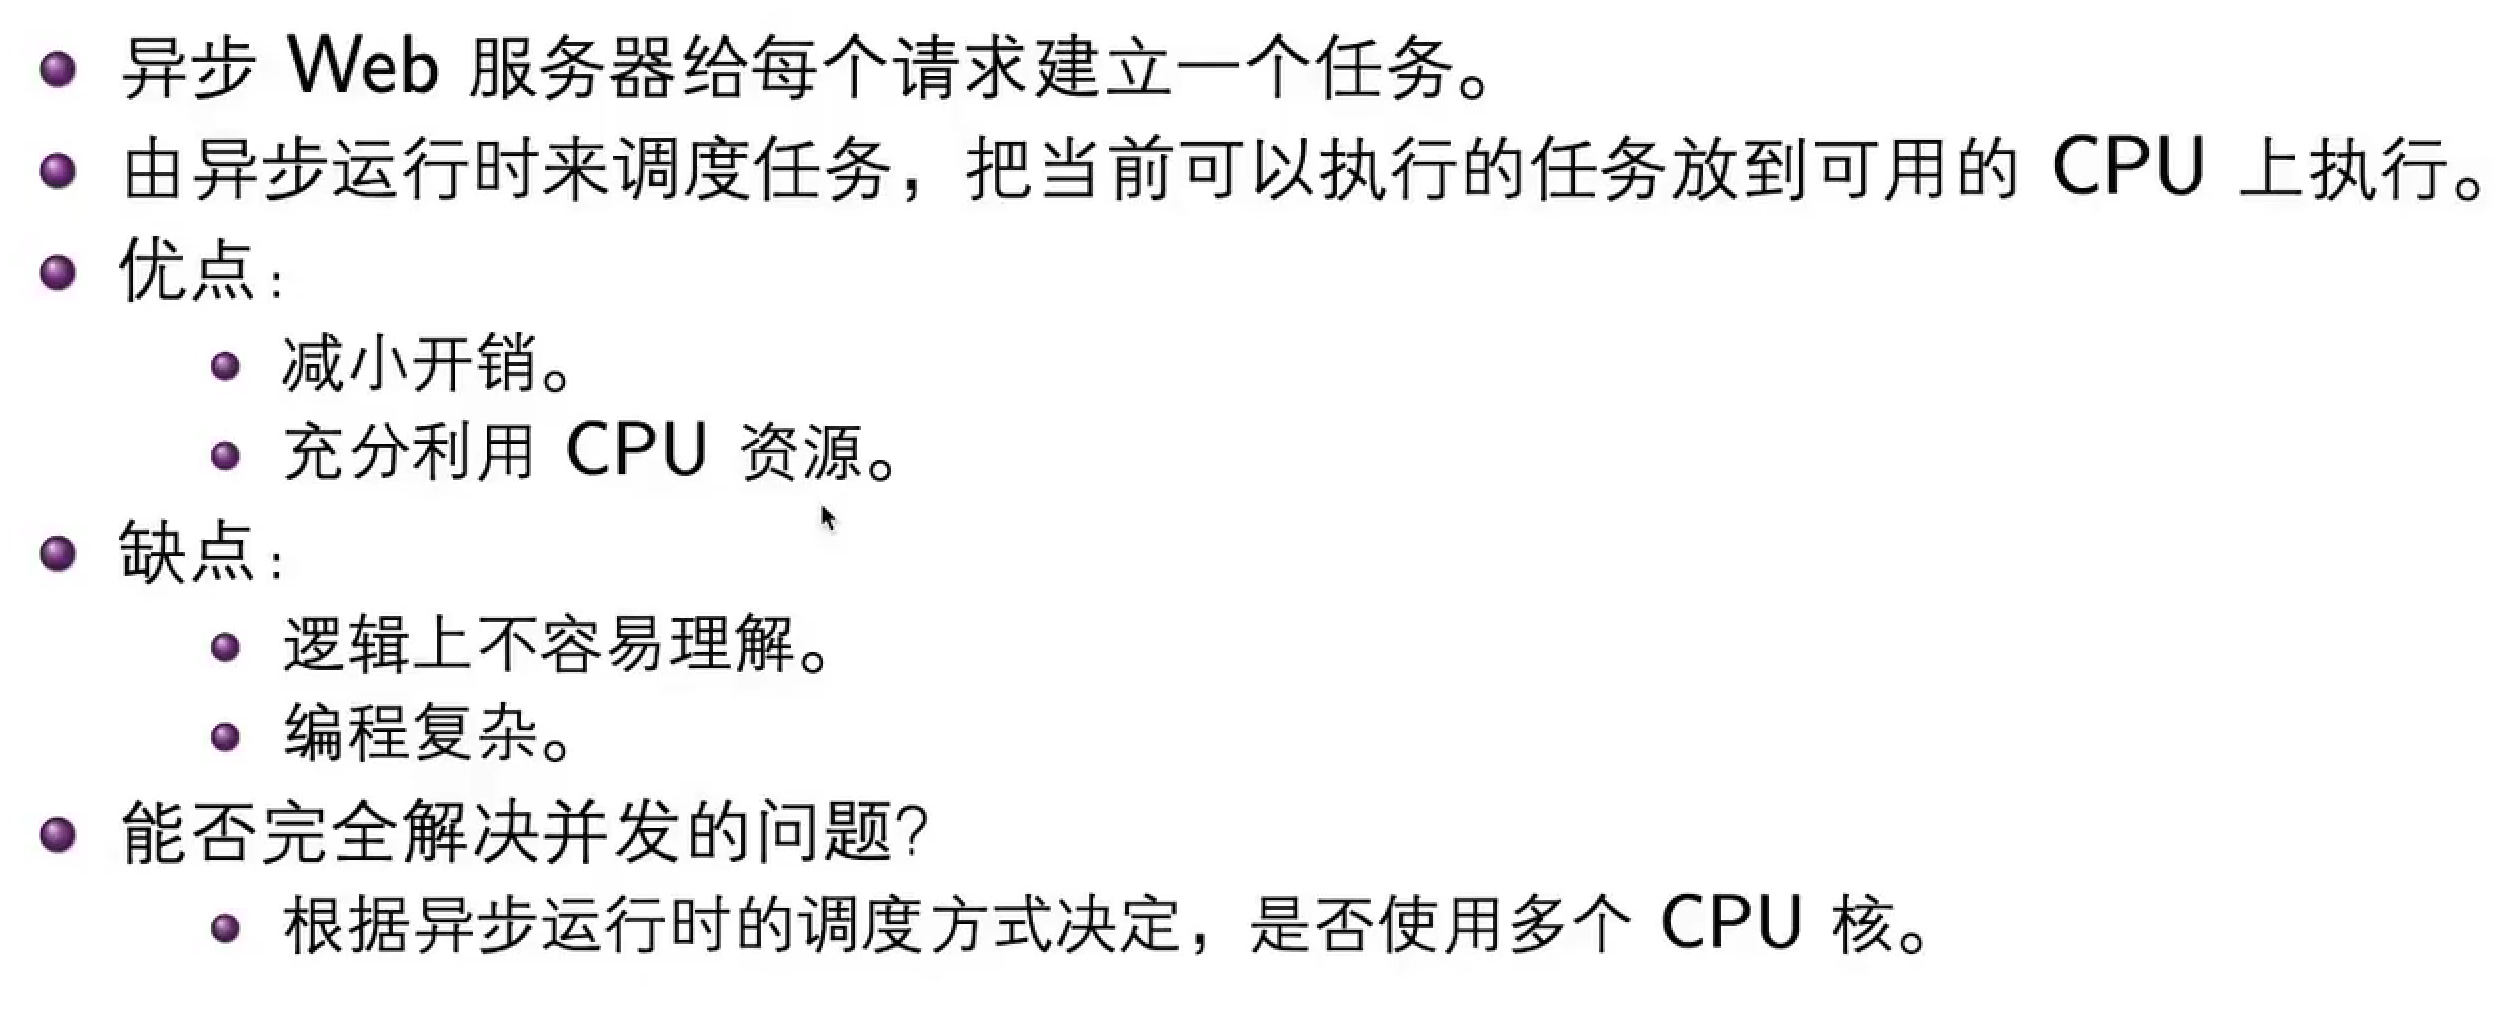 异步 Web 服务器给每个请求建立一个任务。
由异步运行时来调度任务，把当前可以执行的任务放到可用的 CPU 上执行。
优点：
减小开销。
充分利用 CPU 资源。
缺点：
逻辑上不容易理解。
编程复杂。
能否完全解决并发的问题？
根据异步运行时的调度方式决定，是否使用多个 CPU 核。